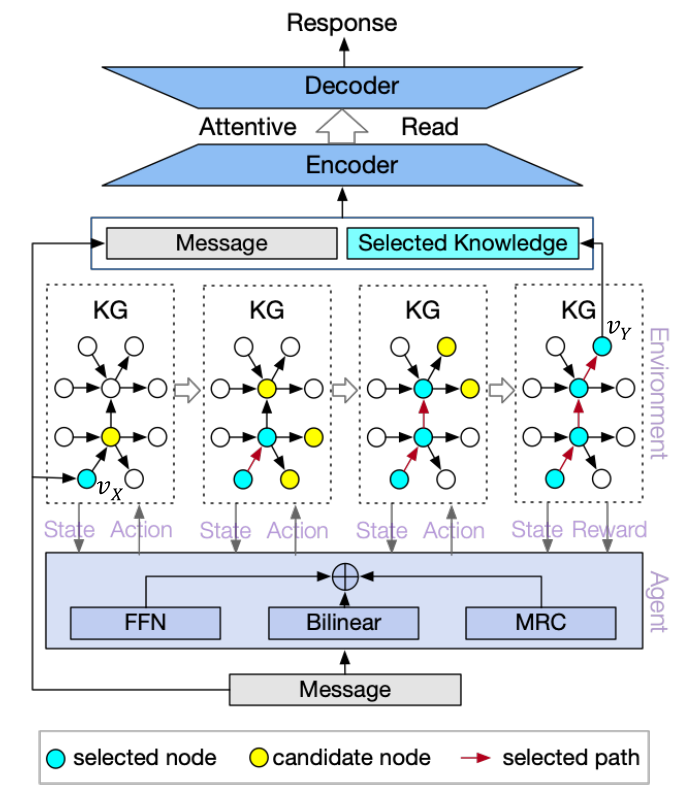 Response
Decoder
Attentive Read
Encoder
Message Selected Knowledge
KG KG KG KG
v_Y
v_X
Environment
State Action State Action State Action State Reward
FFN Bilinear MRC
Agent
Message
selected node candidate node selected path